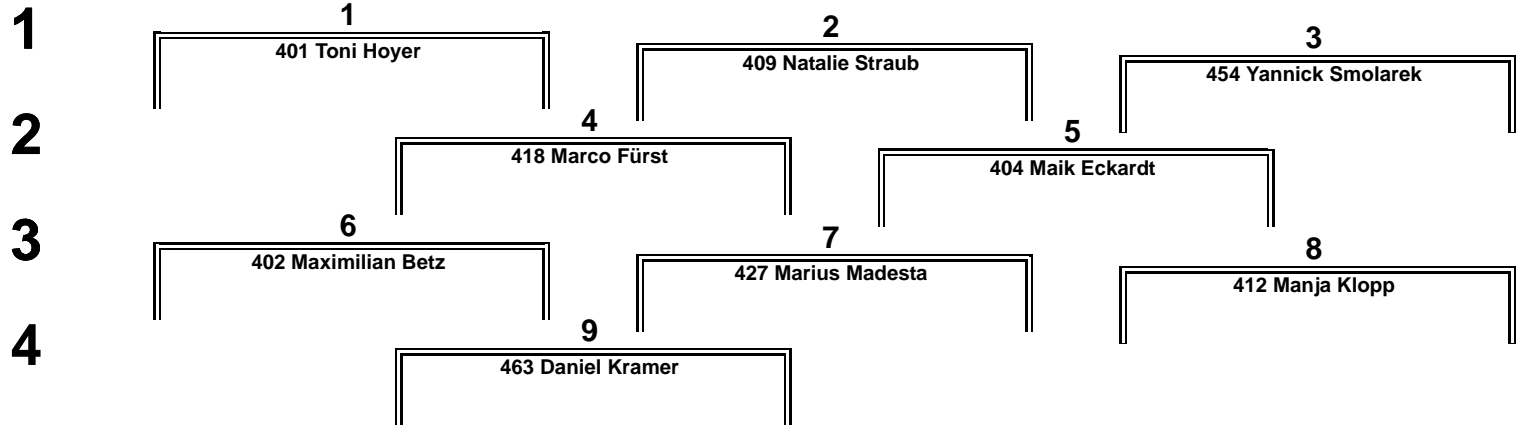 1
1
401 Toni Hoyer
2
409 Natalie Straub
3
454 Yannick Smolarek
2
4
418 Marco Fürst
5
404 Maik Eckardt
3
6
402 Maximilian Betz
7
427 Marius Madesta
8
412 Manja Klopp
4
9
463 Daniel Kramer